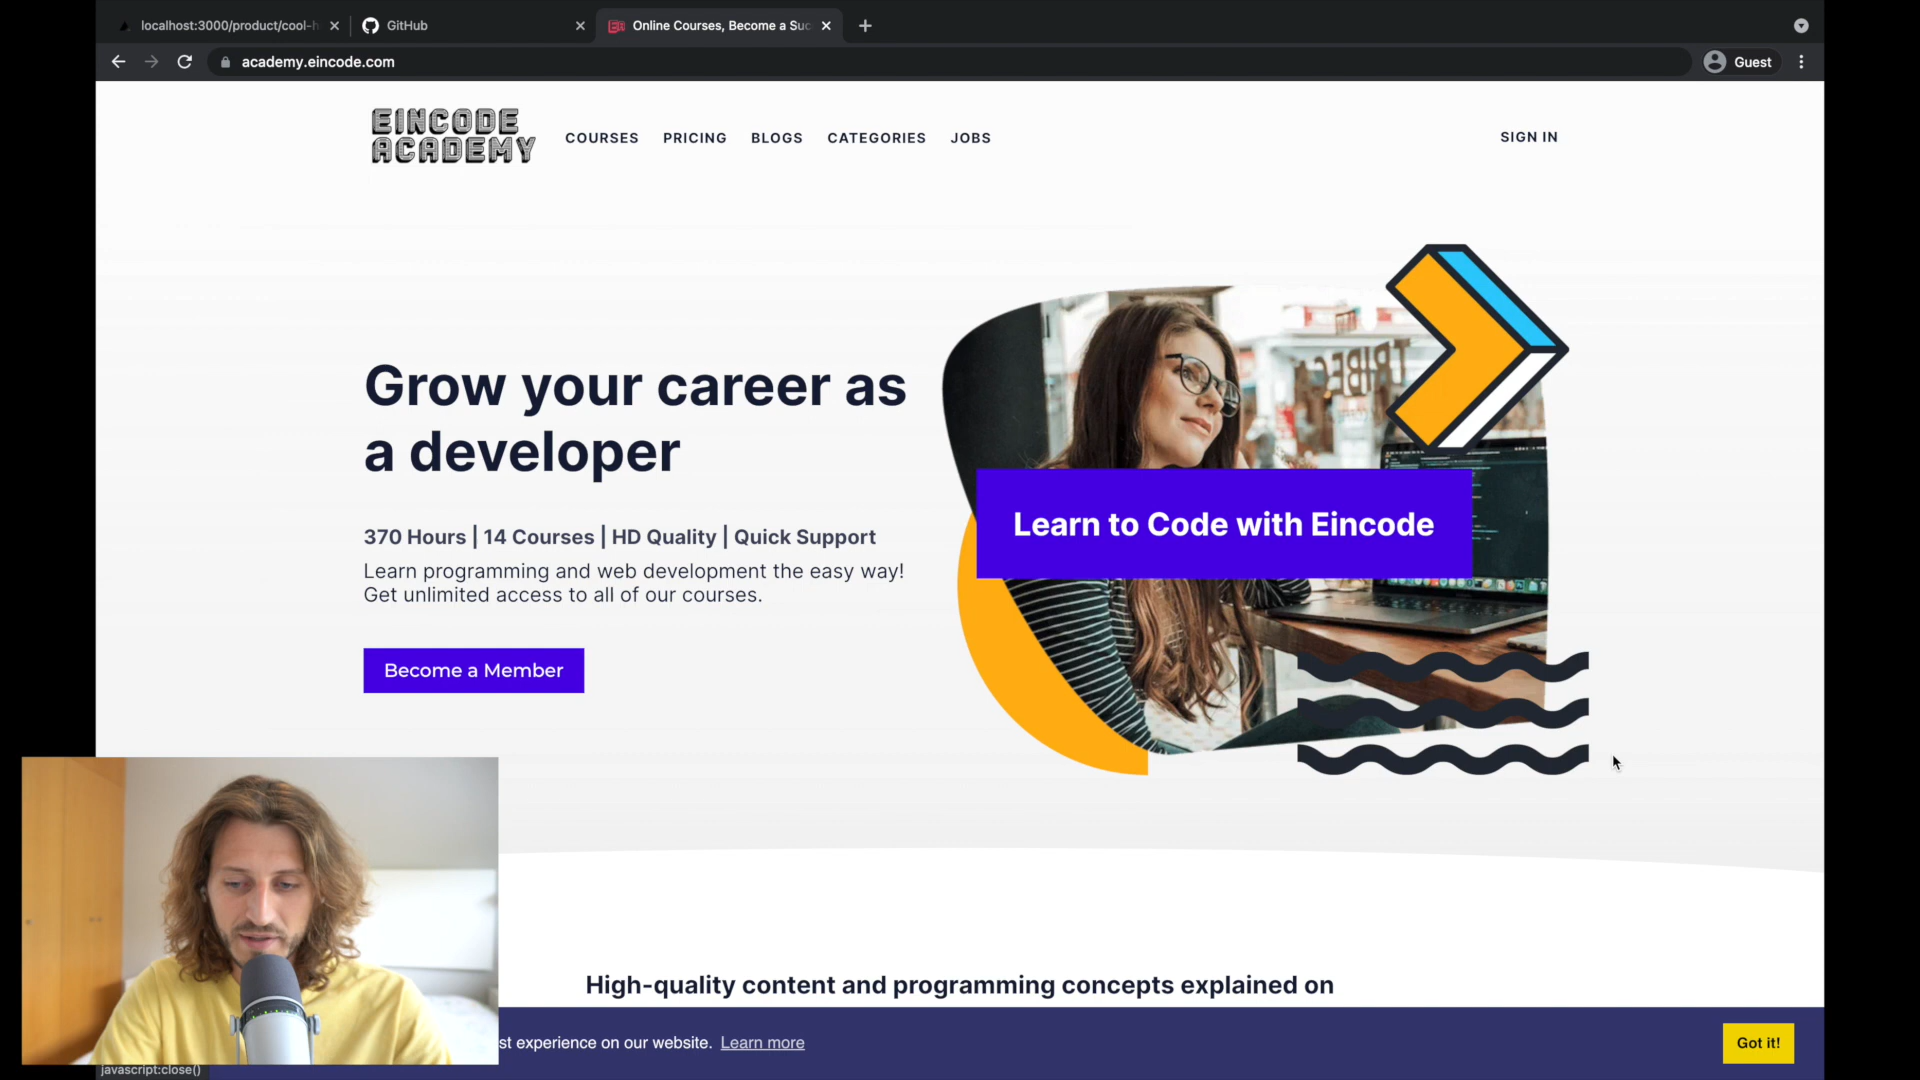 localhost:3000/product/cool-h
GitHub
Online Courses, Become a Suc
academy.eincode.com
Guest
EINCODE
ACADEMY
COURSES
PRICING
BLOGS
CATEGORIES
JOBS
SIGN IN
TRIBEC
Grow your career as
a developer
Learn to Code with Eincode
370 Hours | 14 Courses | HD Quality | Quick Support
Learn programming and web development the easy way!
Get unlimited access to all of our courses.
Become a Member
High-quality content and programming concepts explained on
st experience on our website. Learn more
Got it!
javascript:close()